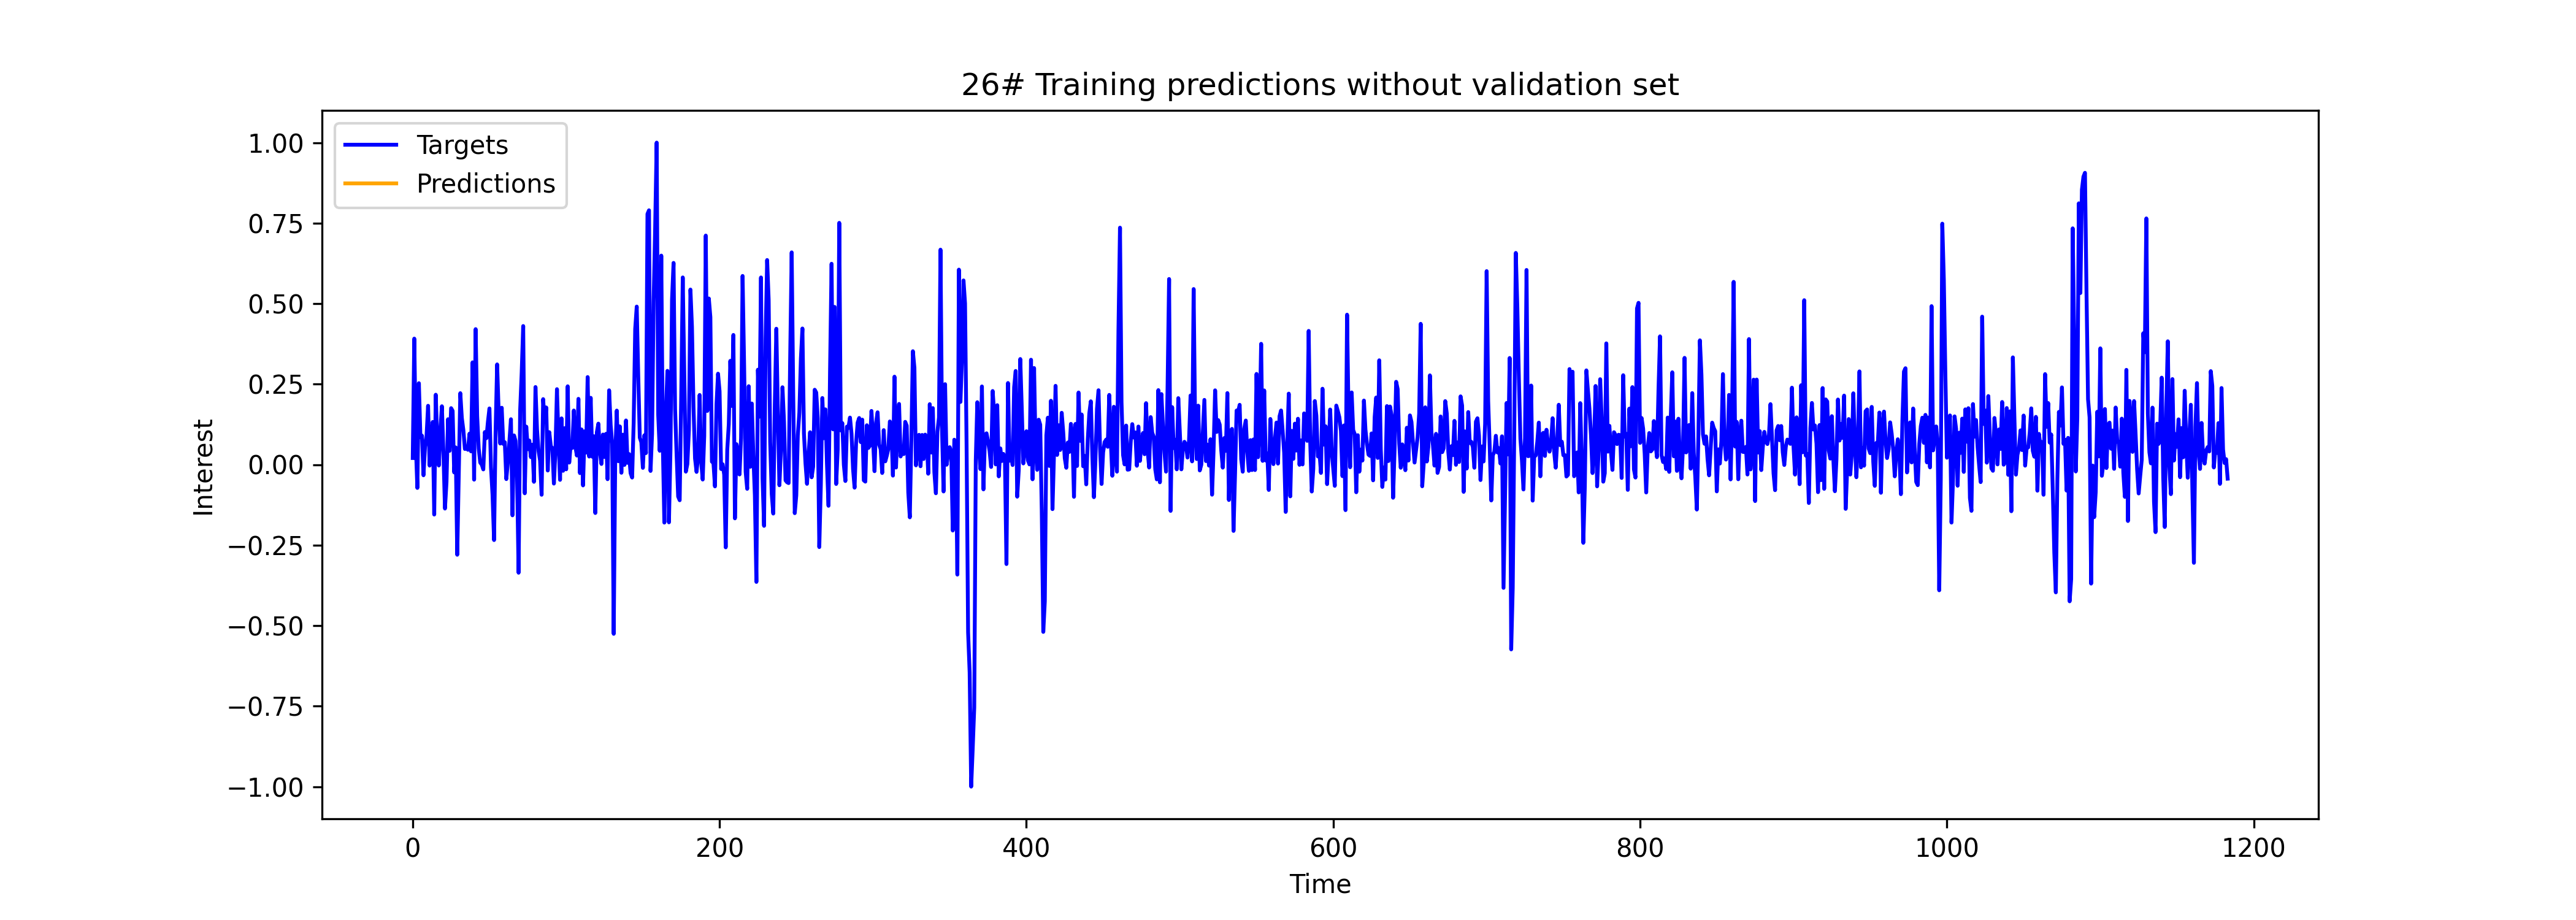 26# Training predictions without validation set
Targets
Predictions
1.00
0.75
0.50
0.25
0.00
−0.25
−0.50
−0.75
−1.00
Interest
0 200 400 600 800 1000 1200
Time